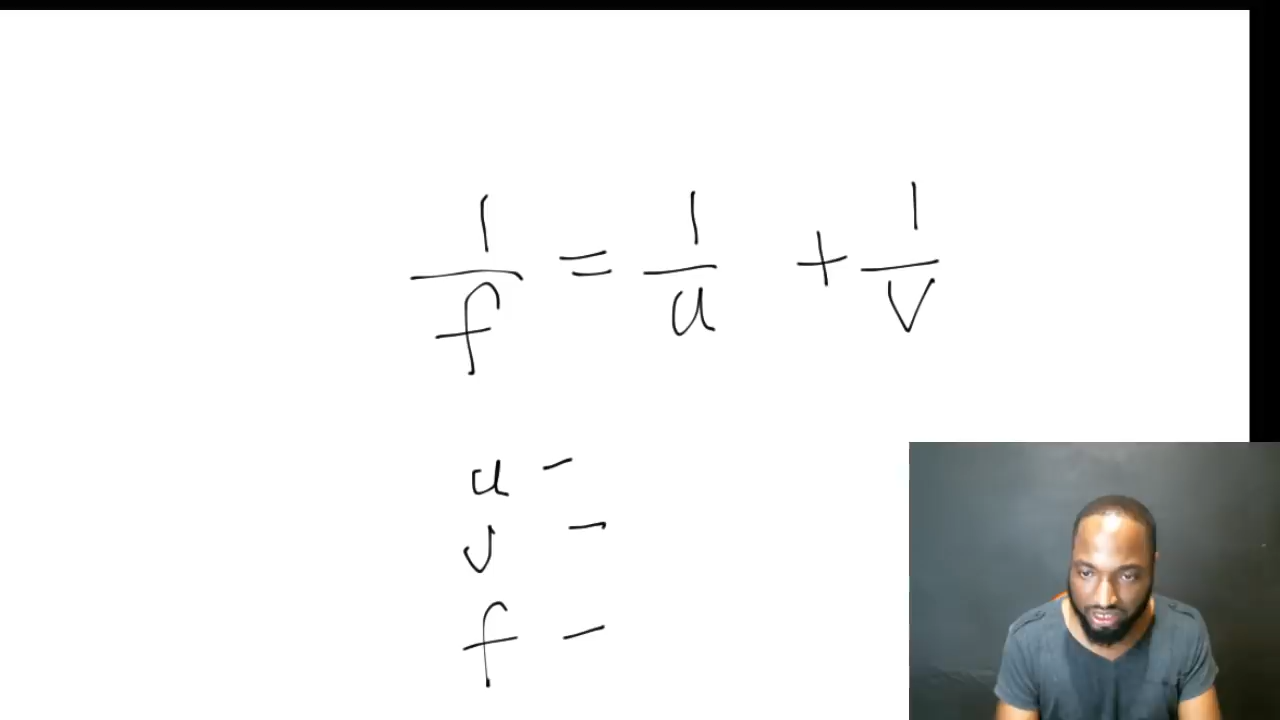 1/f = 1/u + 1/v
u -
v -
f -